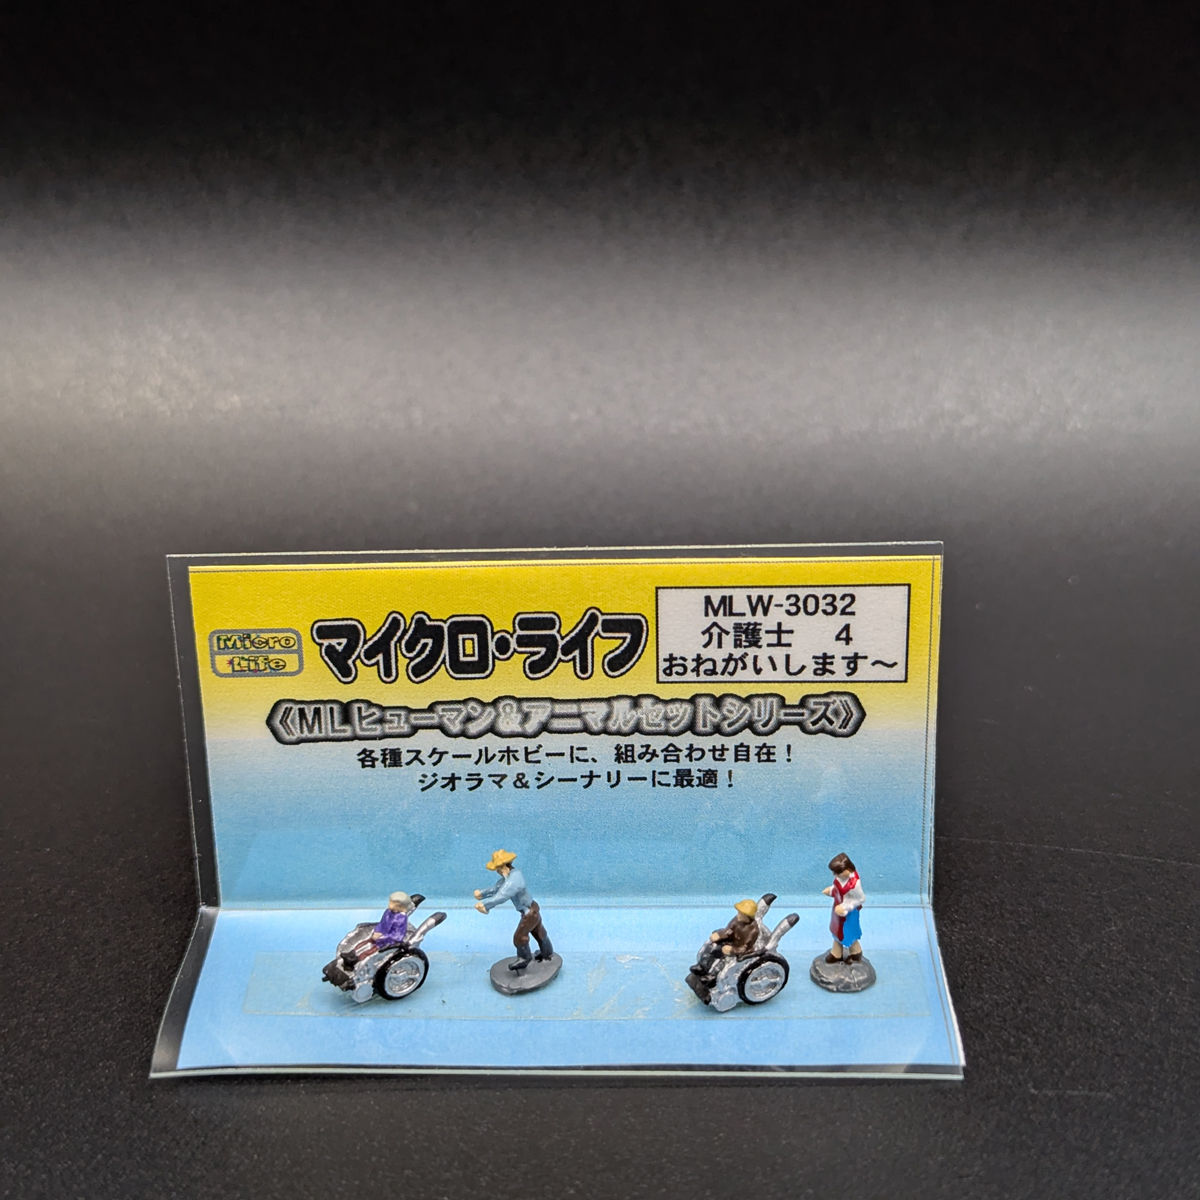 Micro
Life
マイクロ・ライフ
MLW-3032
介護士 4
おねがいします～
《MLヒューマン&アニマルセットシリーズ》
各種スケールホビーに、組み合わせ自在！
ジオラマ＆シーナリーに最適！